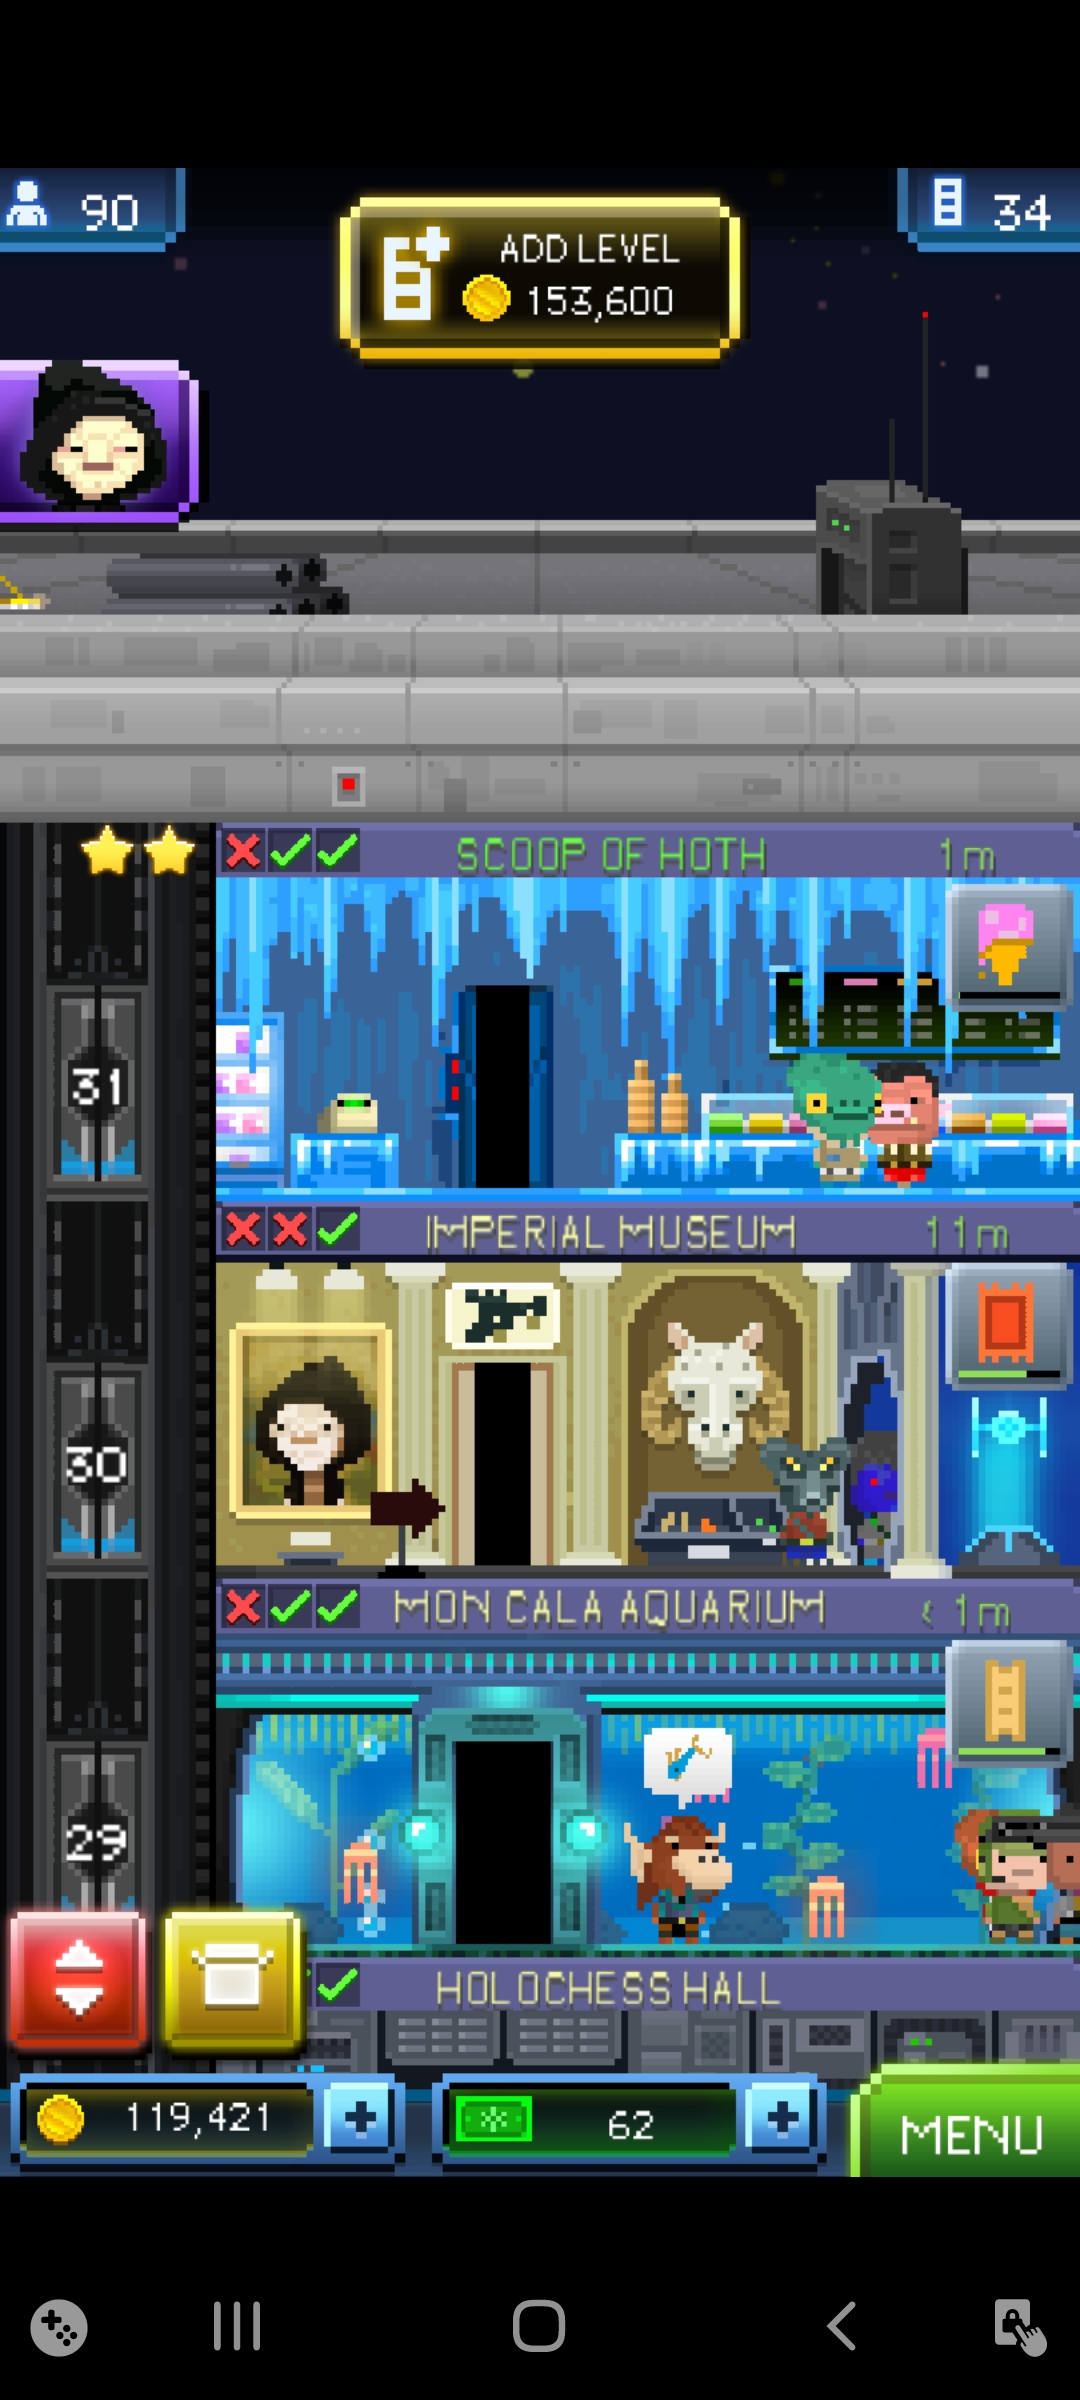 90
ADD LEVEL
153,600
34
SCOOP OF HOTH 1m
31
IMPERIAL MUSEUM 11m
30
MON CALA AQUARIUM < 1m
29
HOLOCHESS HALL
119,421
62
MENU